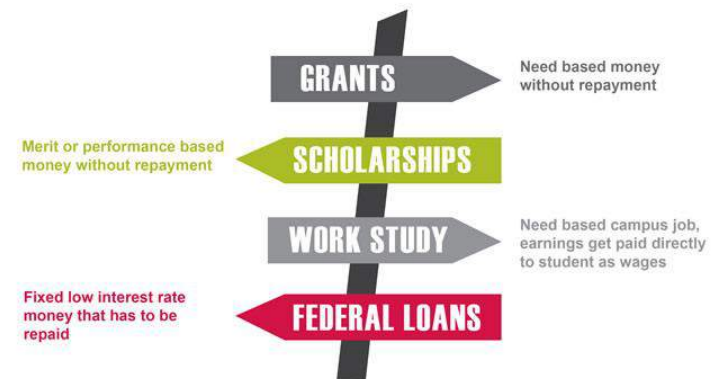 GRANTS
Need based money
without repayment
Merit or performance based
money without repayment
SCHOLARSHIPS
WORK STUDY
Need based campus job,
earnings get paid directly
to student as wages
Fixed low interest rate
money that has to be
repaid
FEDERAL LOANS